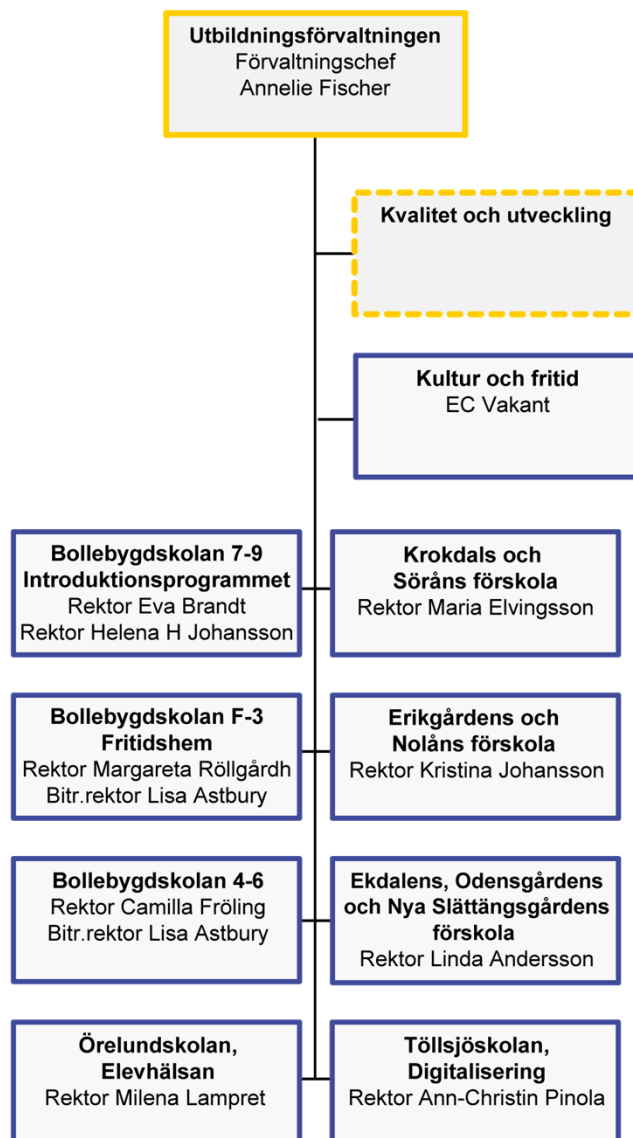 Utbildningsförvaltningen
Förvaltningschef
Annelie Fischer
Kvalitet och utveckling
Kultur och fritid
EC Vakant
Bollebygdskolan 7-9
Introduktionsprogrammet
Rektor Eva Brandt
Rektor Helena H Johansson
Krokdals och
Söråns förskola
Rektor Maria Elvingsson
Bollebygdskolan F-3
Fritidshem
Rektor Margareta Röllgårdh
Bitr.rektor Lisa Astbury
Erikgårdens och
Nolåns förskola
Rektor Kristina Johansson
Bollebygdskolan 4-6
Rektor Camilla Fröling
Bitr.rektor Lisa Astbury
Ekdalens, Odensgårdens
och Nya Slättängsgårdens
förskola
Rektor Linda Andersson
Örelundskolan,
Elevhälsan
Rektor Milena Lampret
Töllsjöskolan,
Digitalisering
Rektor Ann-Christin Pinola